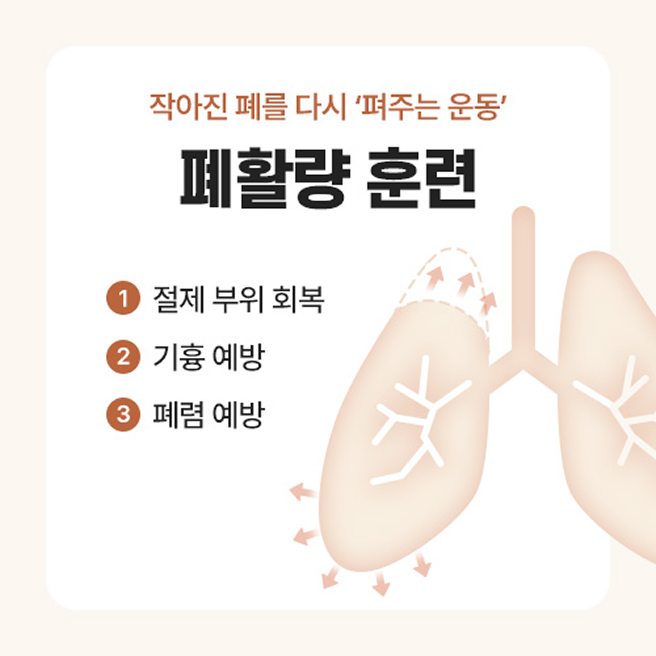 작아진 폐를 다시 ‘펴주는 운동’
폐활량 훈련
1 절제 부위 회복
2 기흉 예방
3 폐렴 예방